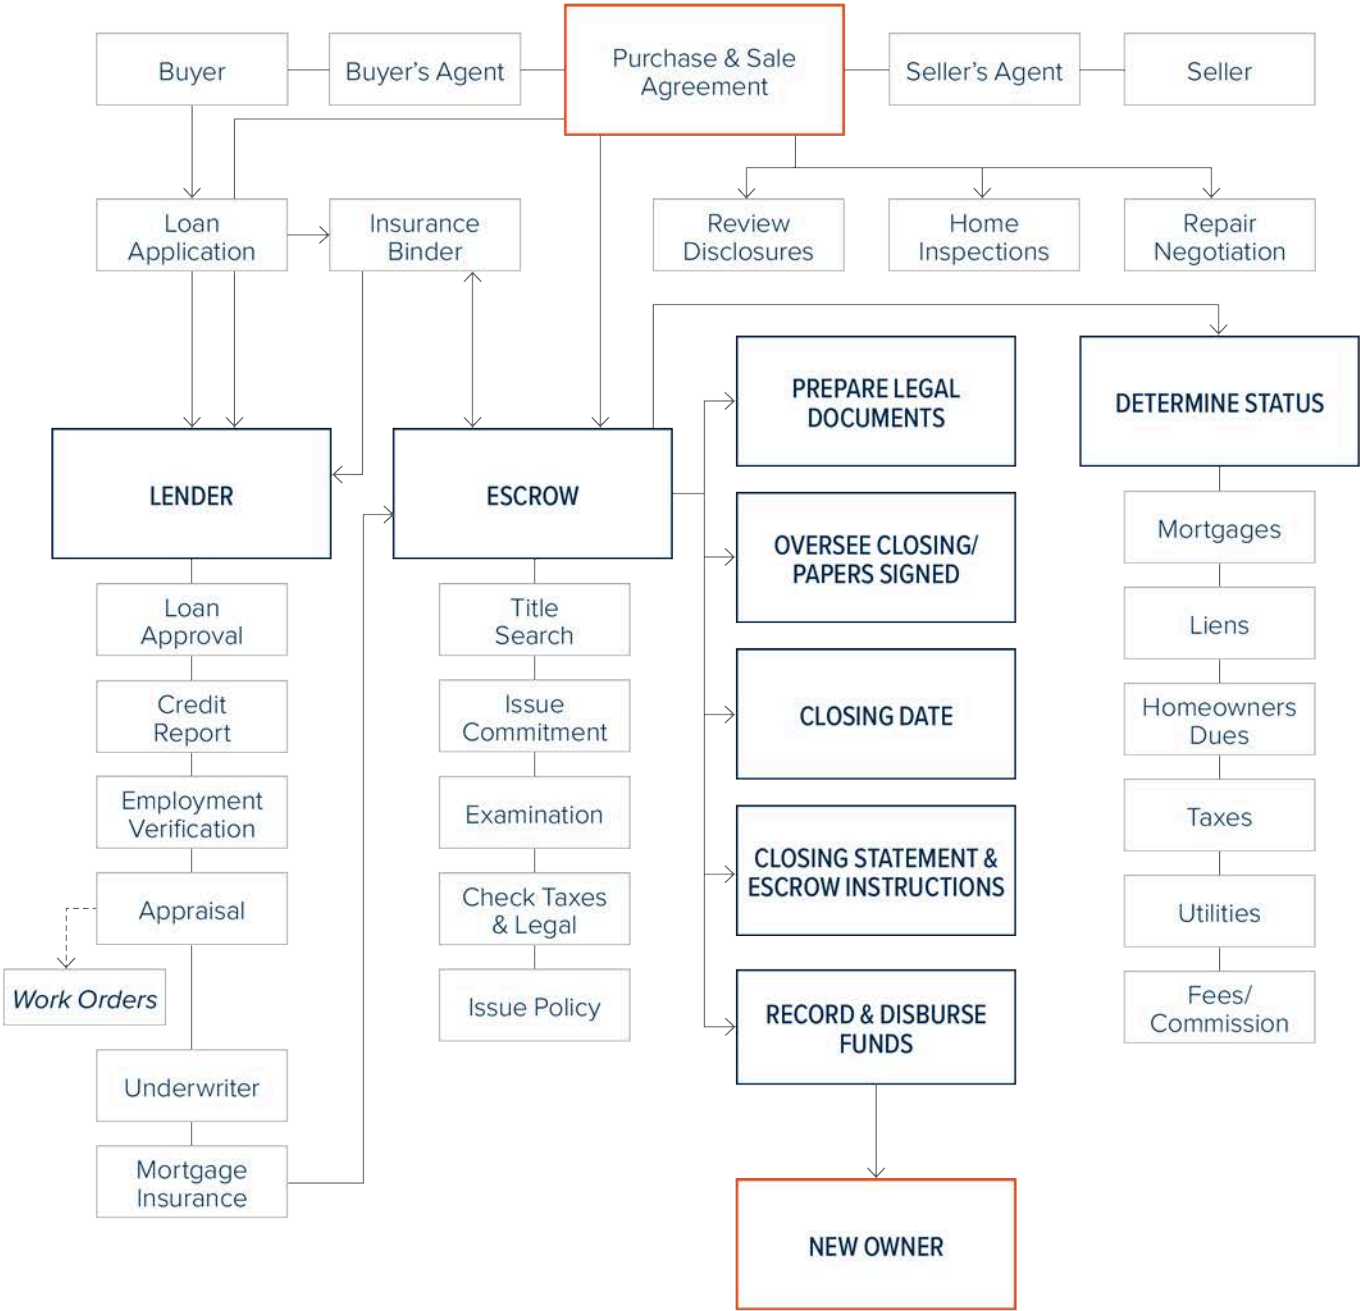 Buyer
Buyer's Agent
Purchase & Sale
Agreement
Seller's Agent
Seller
Loan
Application
Insurance
Binder
Review
Disclosures
Home
Inspections
Repair
Negotiation
LENDER
Loan
Approval
Credit
Report
Employment
Verification
Appraisal
Work Orders
Underwriter
Mortgage
Insurance
ESCROW
Title
Search
Issue
Commitment
Examination
Check Taxes
& Legal
Issue Policy
PREPARE LEGAL
DOCUMENTS
OVERSEE CLOSING/
PAPERS SIGNED
CLOSING DATE
CLOSING STATEMENT &
ESCROW INSTRUCTIONS
RECORD & DISBURSE
FUNDS
NEW OWNER
DETERMINE STATUS
Mortgages
Liens
Homeowners
Dues
Taxes
Utilities
Fees/
Commission